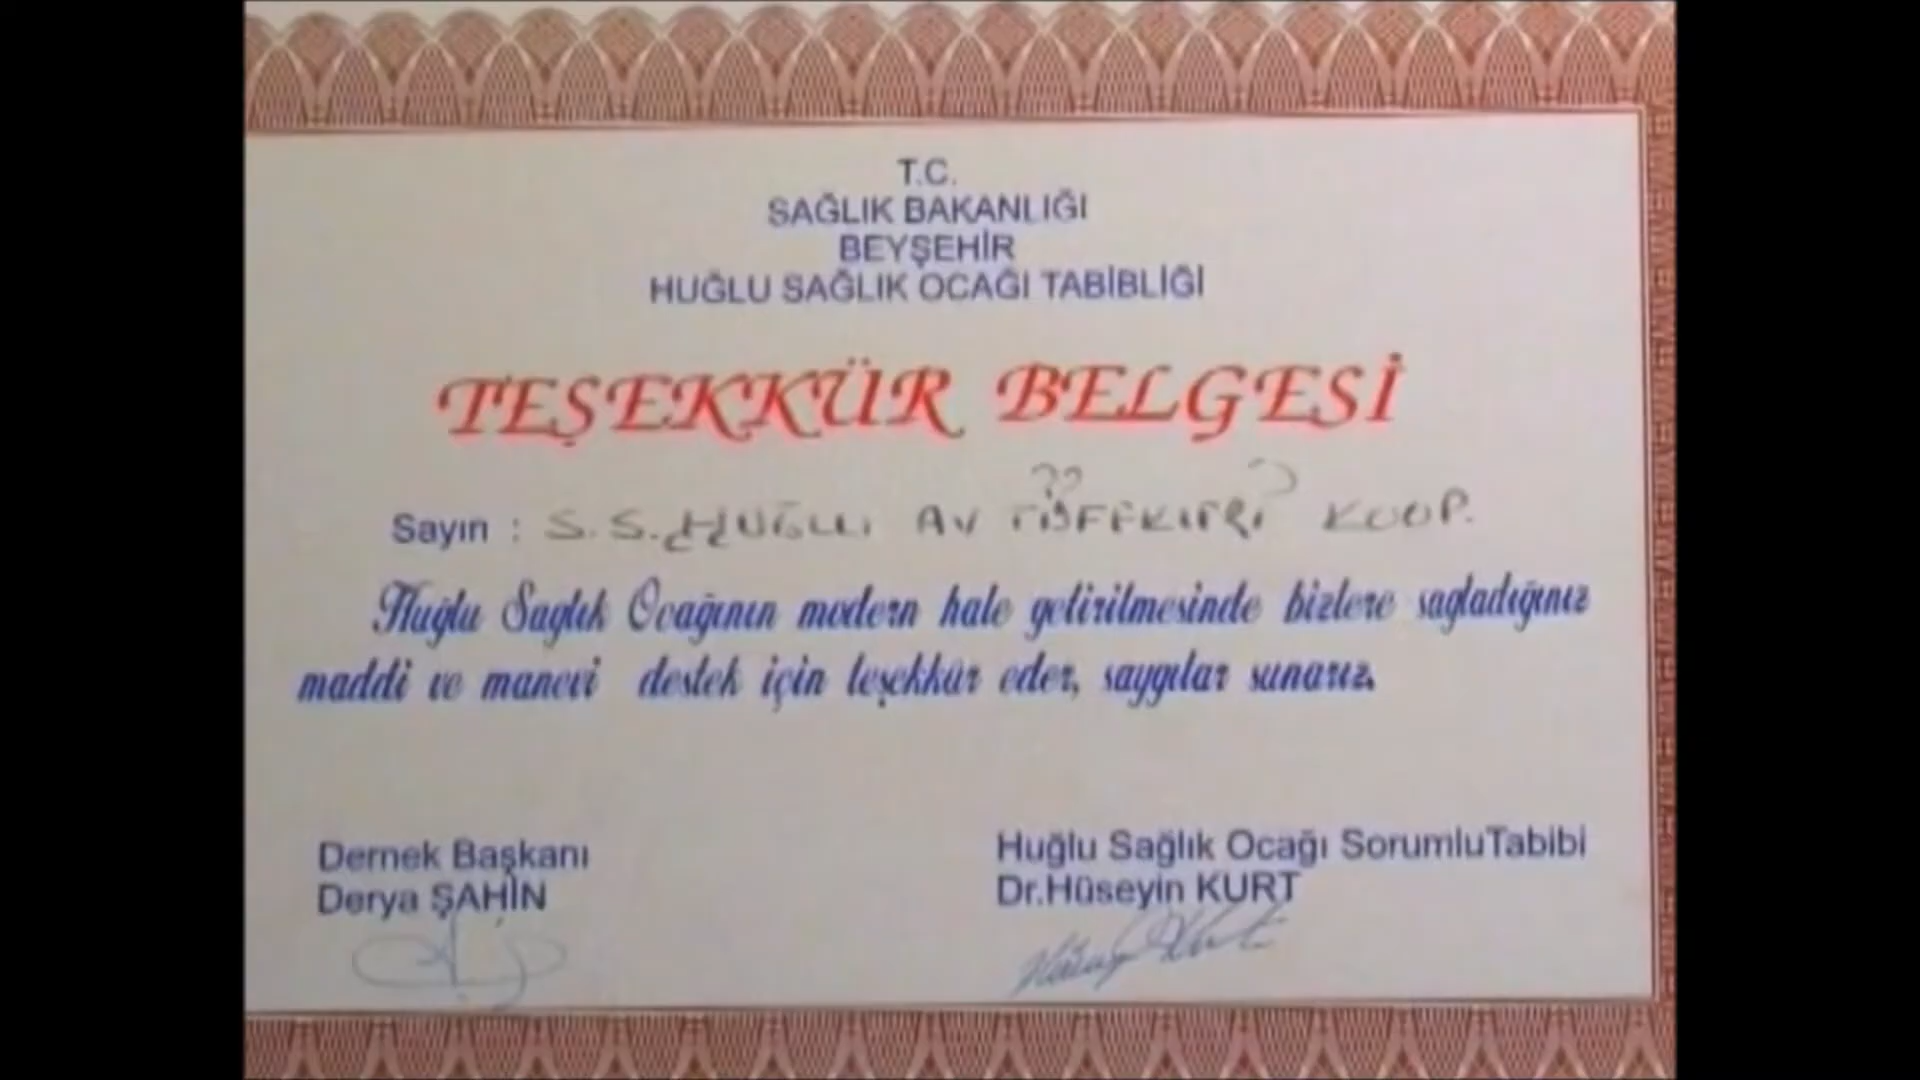 T.C.
SAĞLIK BAKANLIĞI
BEYŞEHİR
HUĞLU SAĞLIK OCAĞI TABİBLİĞİ
TEŞEKKÜR BELGESİ
Sayın : S.S. HUĞLU AV TÜFEKLERİ KOOP.
Huğlu Sağlık Ocağının modern hale getirilmesinde bizlere sağladığınız
maddi ve manevi destek için teşekkür eder, saygılar sunarız.
Dernek Başkanı
Derya ŞAHİN
Huğlu Sağlık Ocağı SorumluTabibi
Dr.Hüseyin KURT